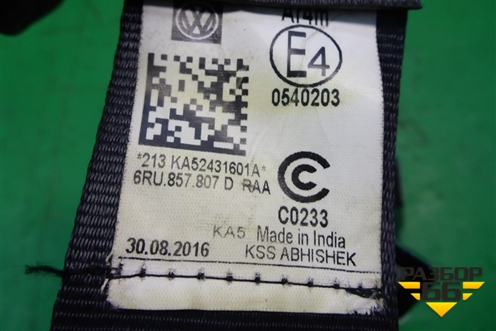 Ar4m
E4
0540203
*213 KA52431601A*
6RU.857.807 D RAA
C0233
KA5 Made in India
30.08.2016 KSS ABHISHEK
РАЗБОР
66